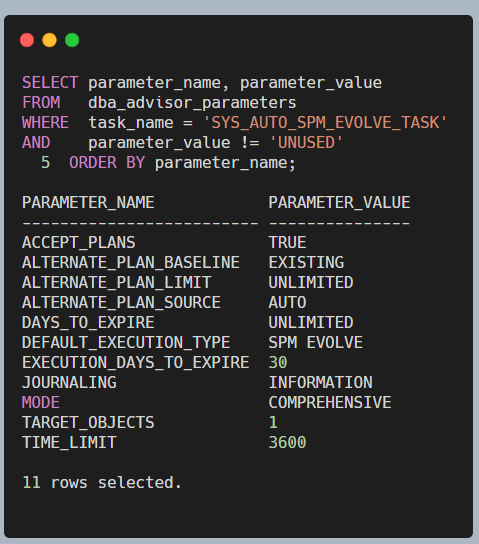 SELECT parameter_name, parameter_value
FROM   dba_advisor_parameters
WHERE  task_name = 'SYS_AUTO_SPM_EVOLVE_TASK'
AND    parameter_value != 'UNUSED'
  5  ORDER BY parameter_name;

PARAMETER_NAME            PARAMETER_VALUE
------------------------- ---------------
ACCEPT_PLANS              TRUE
ALTERNATE_PLAN_BASELINE   EXISTING
ALTERNATE_PLAN_LIMIT      UNLIMITED
ALTERNATE_PLAN_SOURCE     AUTO
DAYS_TO_EXPIRE            UNLIMITED
DEFAULT_EXECUTION_TYPE    SPM EVOLVE
EXECUTION_DAYS_TO_EXPIRE  30
JOURNALING                INFORMATION
MODE                      COMPREHENSIVE
TARGET_OBJECTS            1
TIME_LIMIT                3600

11 rows selected.